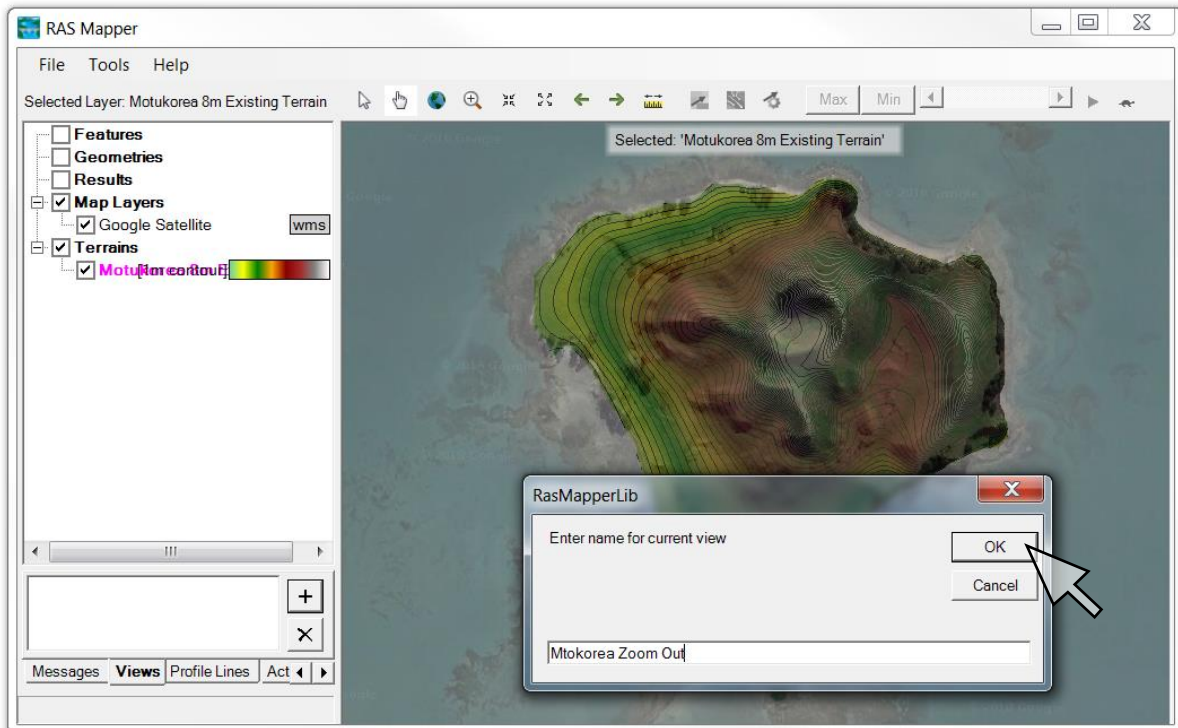 RAS Mapper
File Tools Help
Selected Layer: Motukorea 8m Existing Terrain
Max Min
Features
Geometries
Results
Map Layers
Google Satellite wms
Terrains
[1m contour]
Selected: 'Motukorea 8m Existing Terrain'
RasMapperLib
Enter name for current view
OK
Cancel
Mtokorea Zoom Out
Messages Views Profile Lines Act